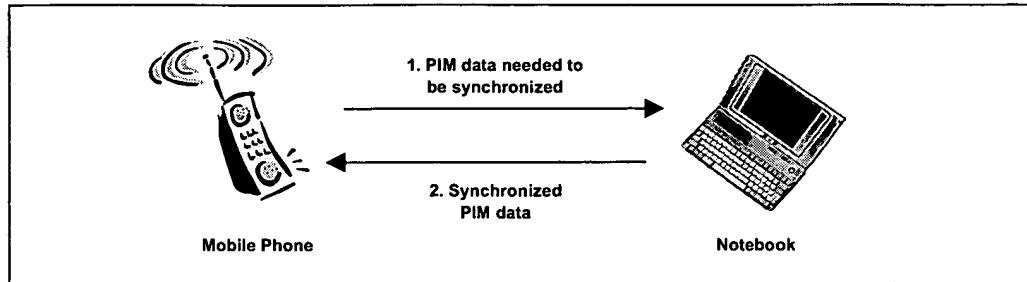 1. PIM data needed to
be synchronized
2. Synchronized
PIM data
Mobile Phone
Notebook